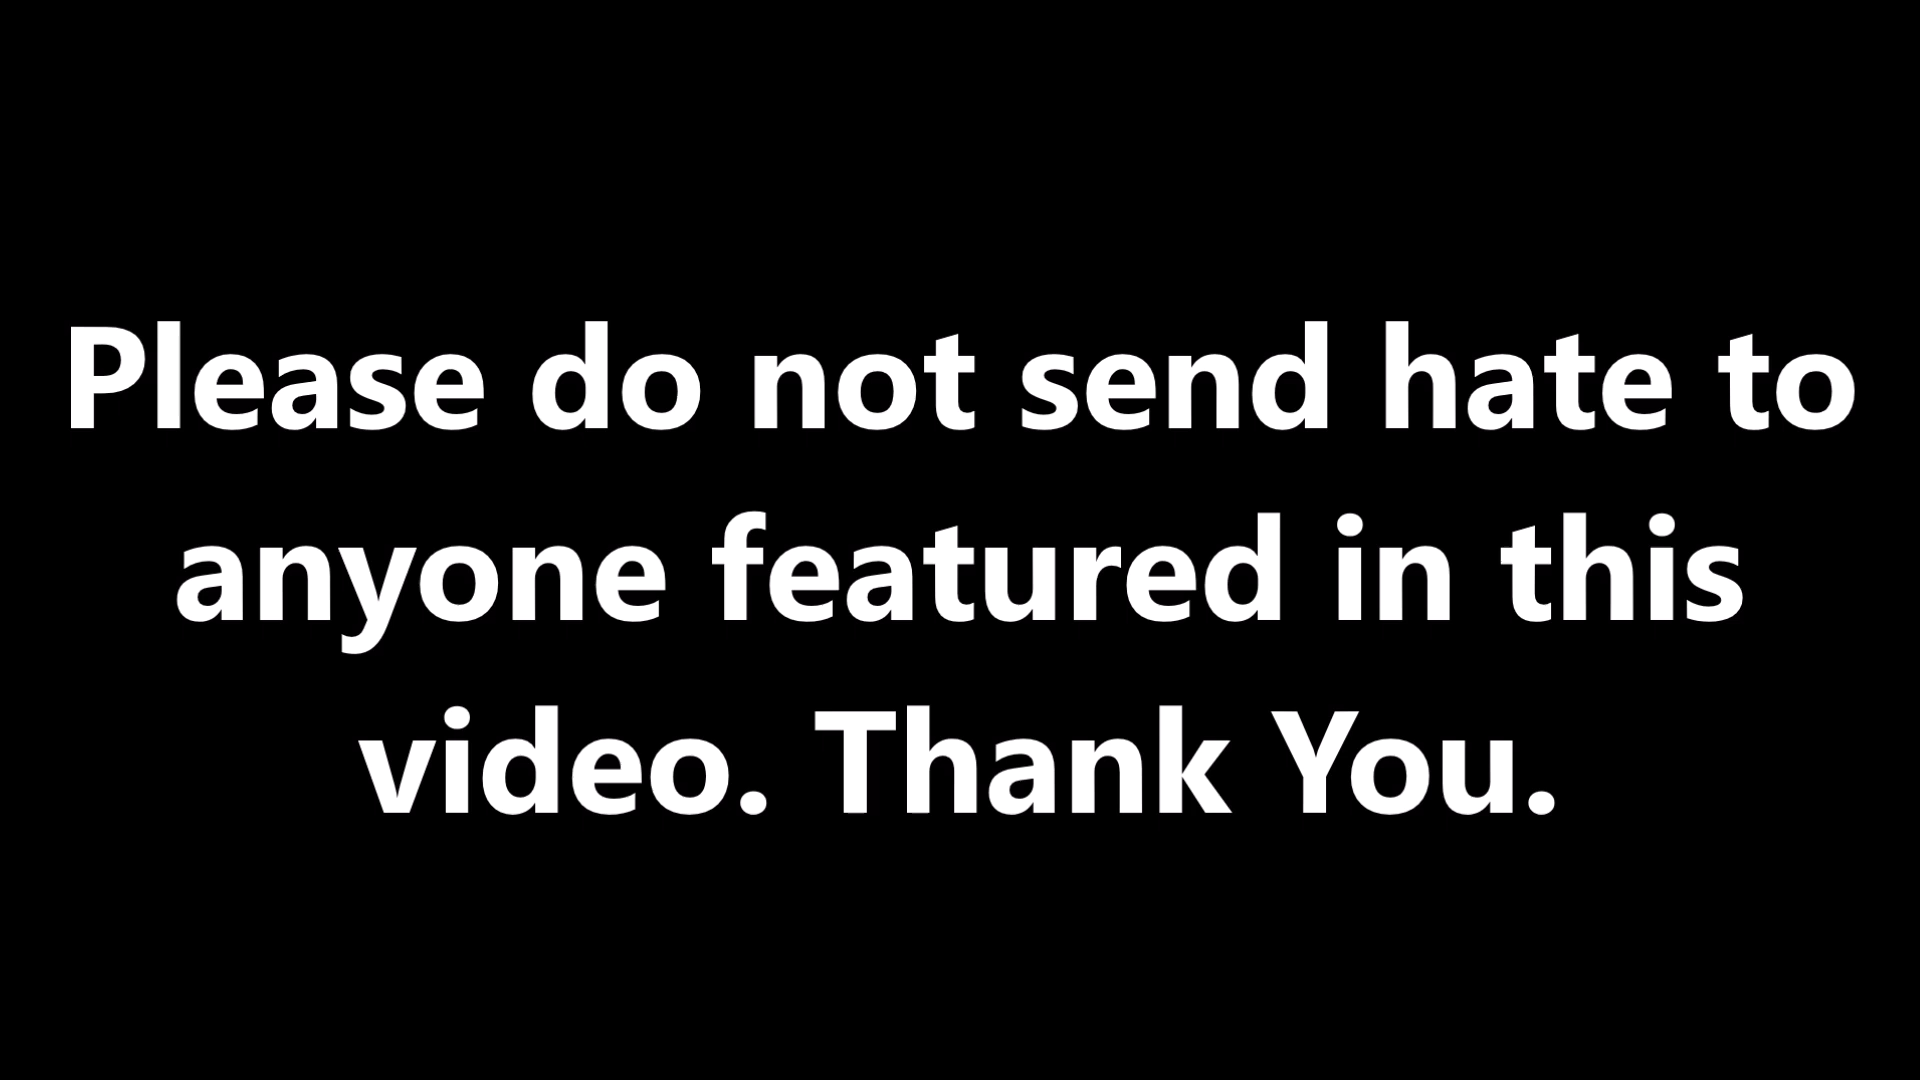 Please do not send hate to
anyone featured in this
video. Thank You.